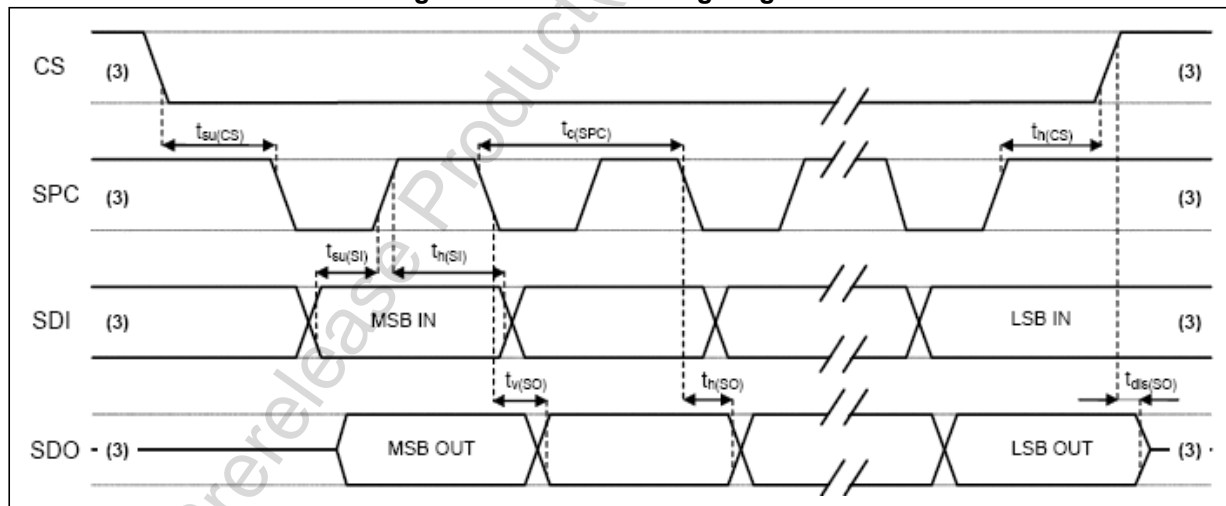 CS (3) (3)
t_su(CS) t_c(SPC) t_h(CS)
SPC (3) (3)
t_su(SI) t_h(SI)
SDI (3) MSB IN LSB IN (3)
t_v(SO) t_h(SO) t_dis(SO)
SDO (3) MSB OUT LSB OUT (3)